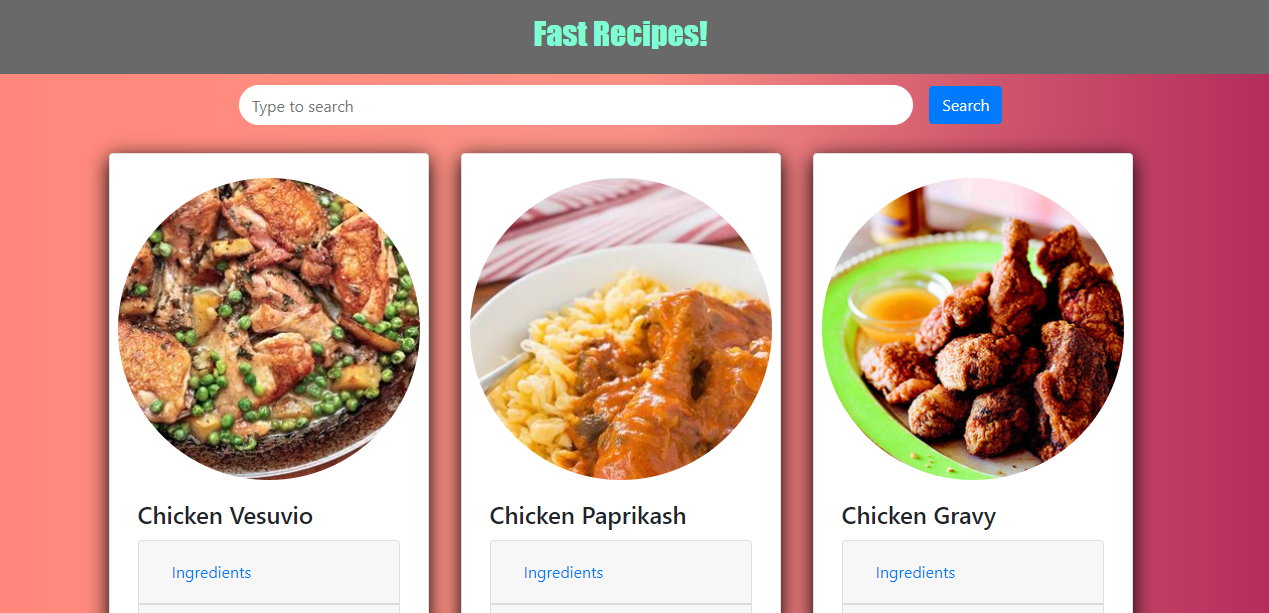 Fast Recipes!
Type to search
Search
Chicken Vesuvio
Chicken Paprikash
Chicken Gravy
Ingredients
Ingredients
Ingredients